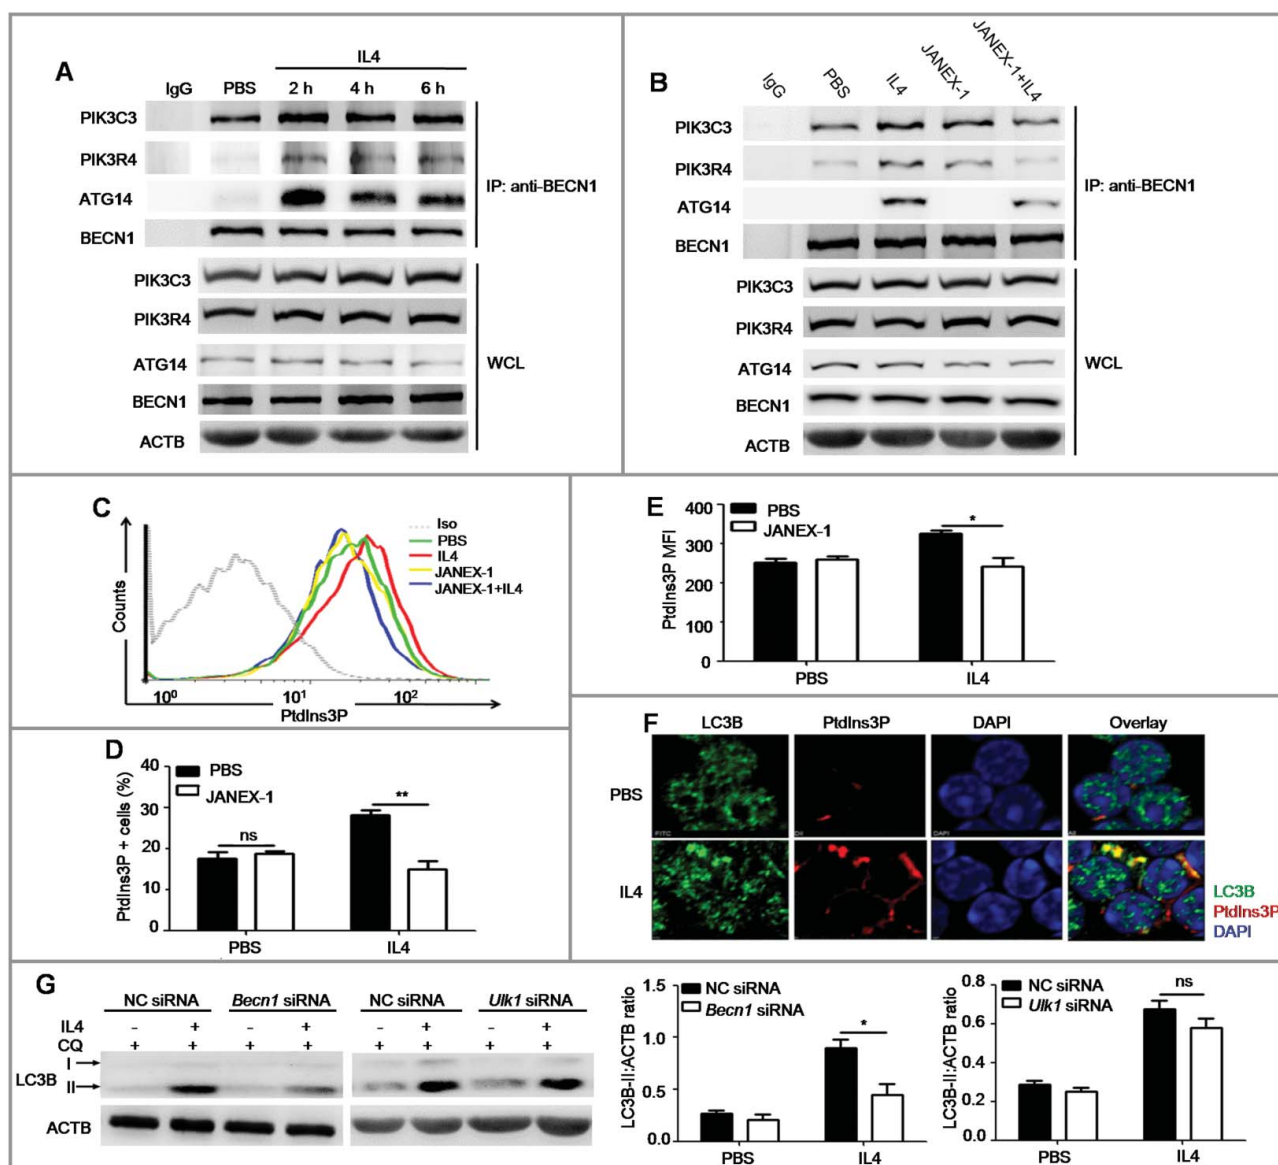 A
IL4
IgG PBS 2 h 4 h 6 h
PIK3C3
PIK3R4
ATG14
BECN1
IP: anti-BECN1
PIK3C3
PIK3R4
ATG14
BECN1
ACTB
WCL
B
IgG PBS IL4 JANEX-1 JANEX-1+IL4
PIK3C3
PIK3R4
ATG14
BECN1
IP: anti-BECN1
PIK3C3
PIK3R4
ATG14
BECN1
ACTB
WCL
C
Iso
PBS
IL4
JANEX-1
JANEX-1+IL4
Counts
10⁰ 10¹ 10²
PtdIns3P
D
PBS
JANEX-1
PtdIns3P + cells (%)
40
30
20
10
0
ns
**
PBS IL4
E
PBS
JANEX-1
PtdIns3P MFI
400
300
200
100
0
*
PBS IL4
F
LC3B PtdIns3P DAPI Overlay
PBS
FITC DII DAPI All
IL4
LC3B
PtdIns3P
DAPI
G
NC siRNA Becn1 siRNA NC siRNA Ulk1 siRNA
IL4 - + - + - + - +
CQ + + + + + + + +
LC3B
I
II
ACTB
NC siRNA
Becn1 siRNA
LC3B-II:ACTB ratio
1.5
1.0
0.5
0.0
*
PBS IL4
NC siRNA
Ulk1 siRNA
LC3B-II:ACTB ratio
0.8
0.6
0.4
0.2
0.0
ns
PBS IL4